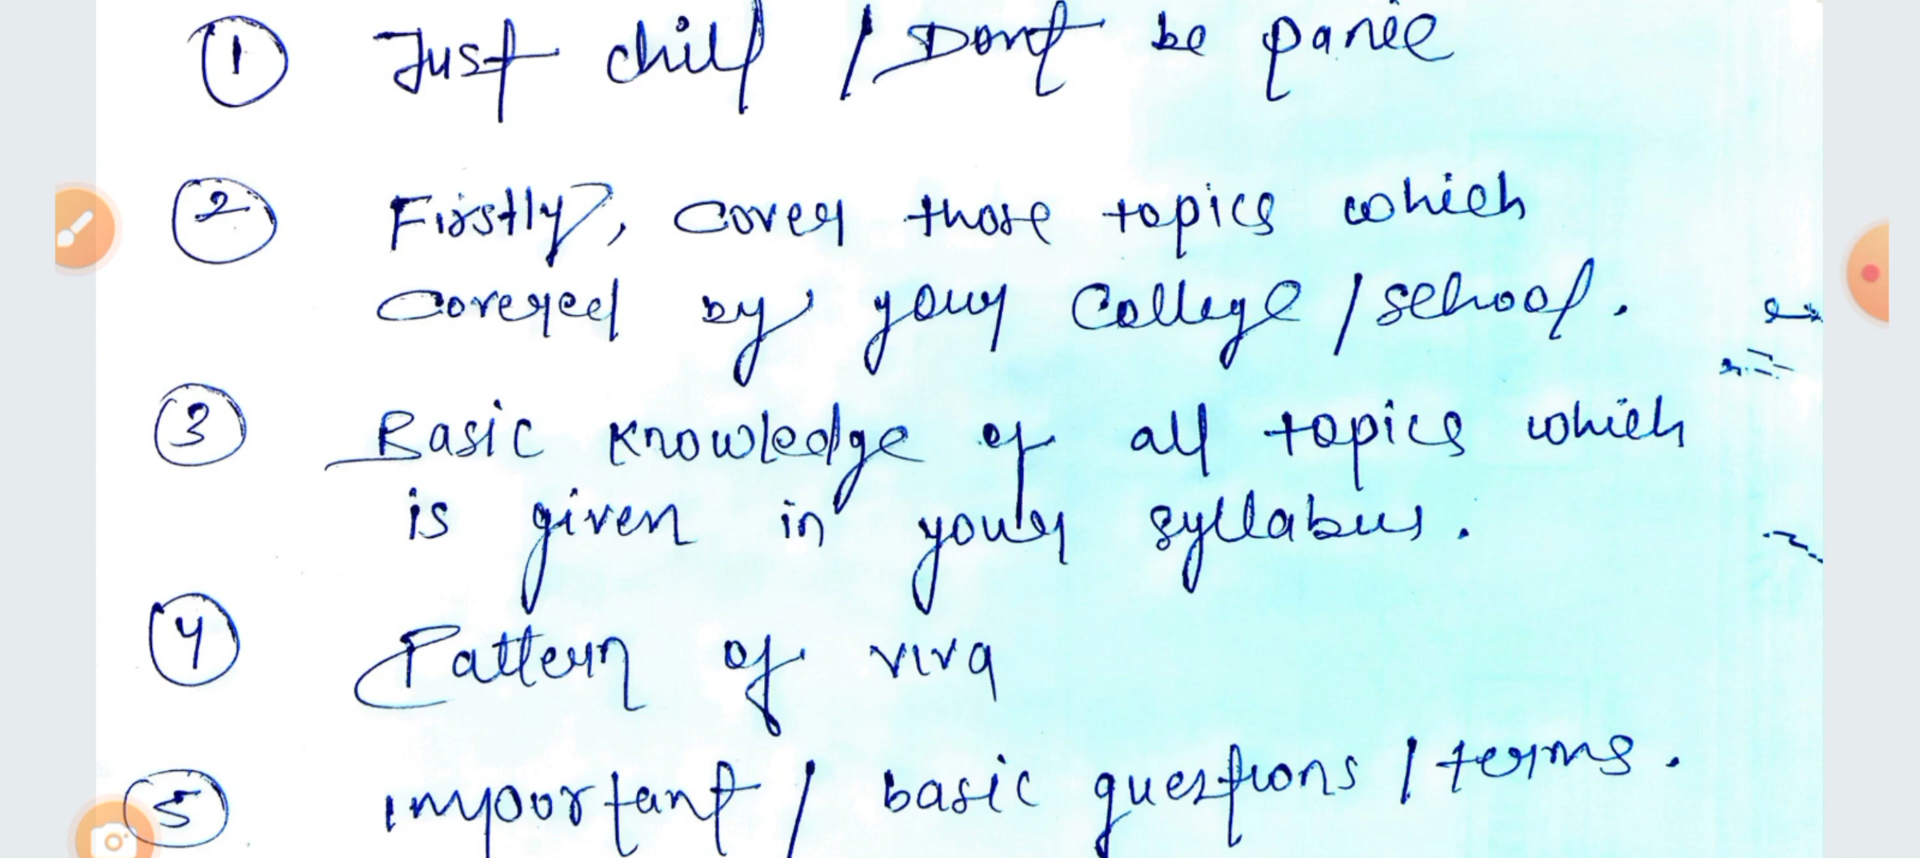 ① Just chill / Dont be panic
② Firstly, cover those topics which
covered by your College / school.
③ Basic knowledge of all topics which
is given in your syllabus.
④ Pattern of viva
⑤ important / basic questions / terms.